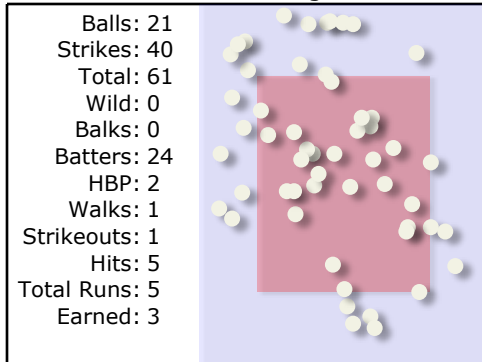 Balls: 21
Strikes: 40
Total: 61
Wild: 0
Balks: 0
Batters: 24
HBP: 2
Walks: 1
Strikeouts: 1
Hits: 5
Total Runs: 5
Earned: 3